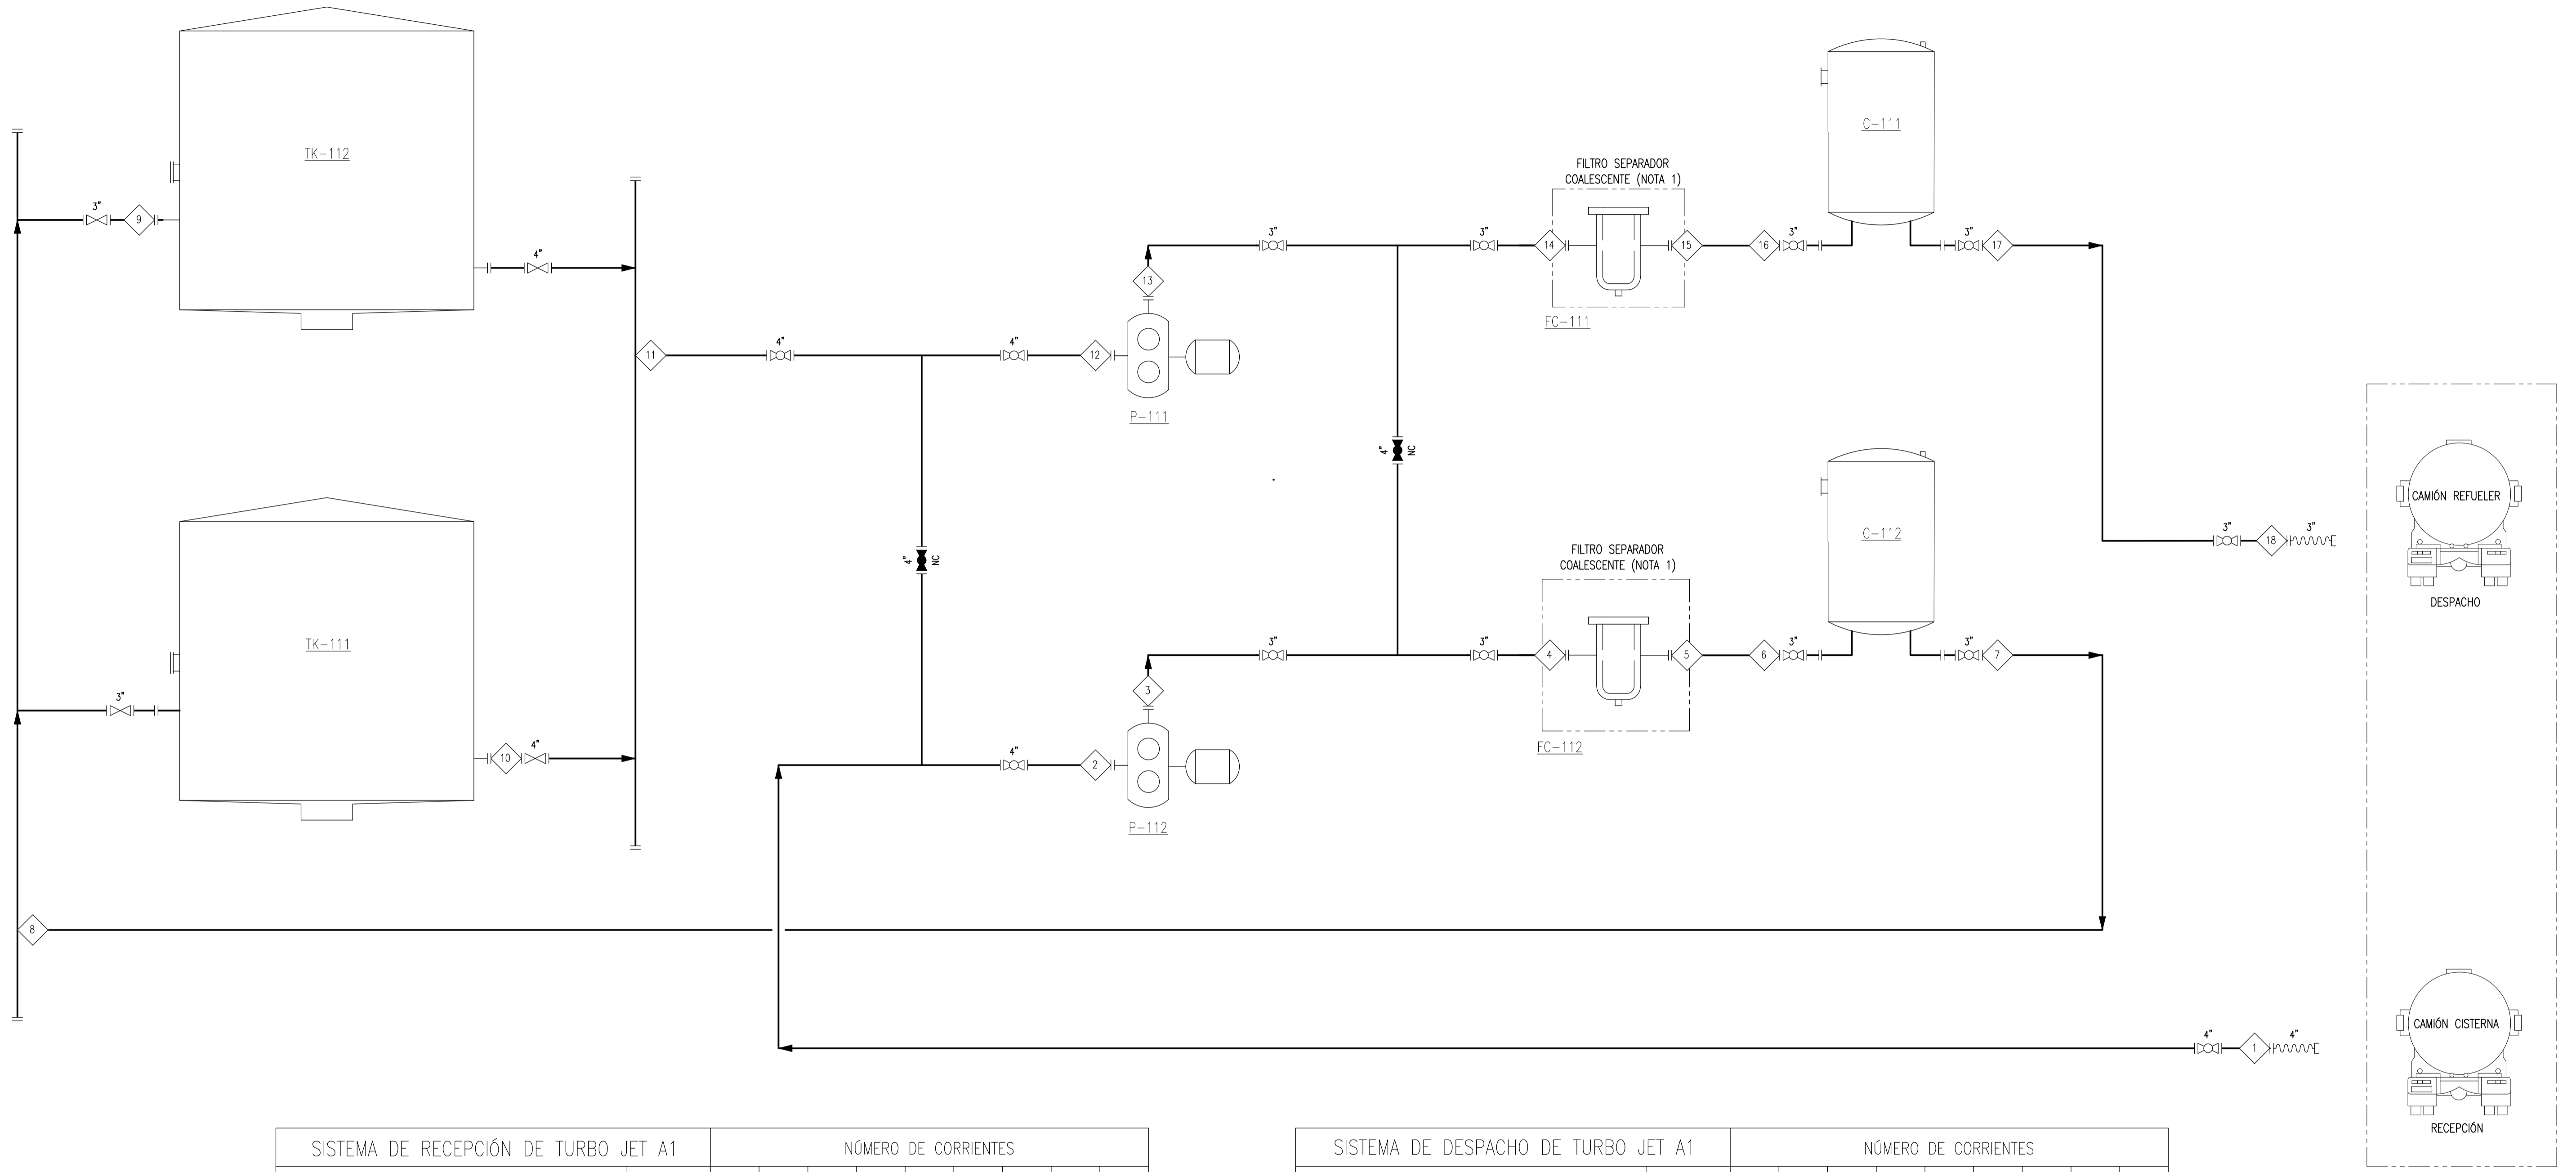 TK-112
3"
9
4"
TK-111
3"
10
4"
8
11
4"
4"
12
13
P-111
4"
NC
4"
2
3
P-112
3"
3"
4"
NC
3"
3"
FILTRO SEPARADOR
COALESCENTE (NOTA 1)
14
15
FC-111
16
3"
C-111
3"
17
FILTRO SEPARADOR
COALESCENTE (NOTA 1)
4
5
FC-112
6
3"
C-112
3"
7
3"
18
3"
4"
1
4"
CAMIÓN REFUELER
DESPACHO
CAMIÓN CISTERNA
RECEPCIÓN
SISTEMA DE RECEPCIÓN DE TURBO JET A1
NÚMERO DE CORRIENTES
SISTEMA DE DESPACHO DE TURBO JET A1
NÚMERO DE CORRIENTES